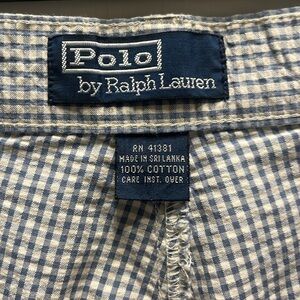 Polo
by Ralph Lauren
RN 41381
MADE IN SRI LANKA
100% COTTON
CARE INST. OVER